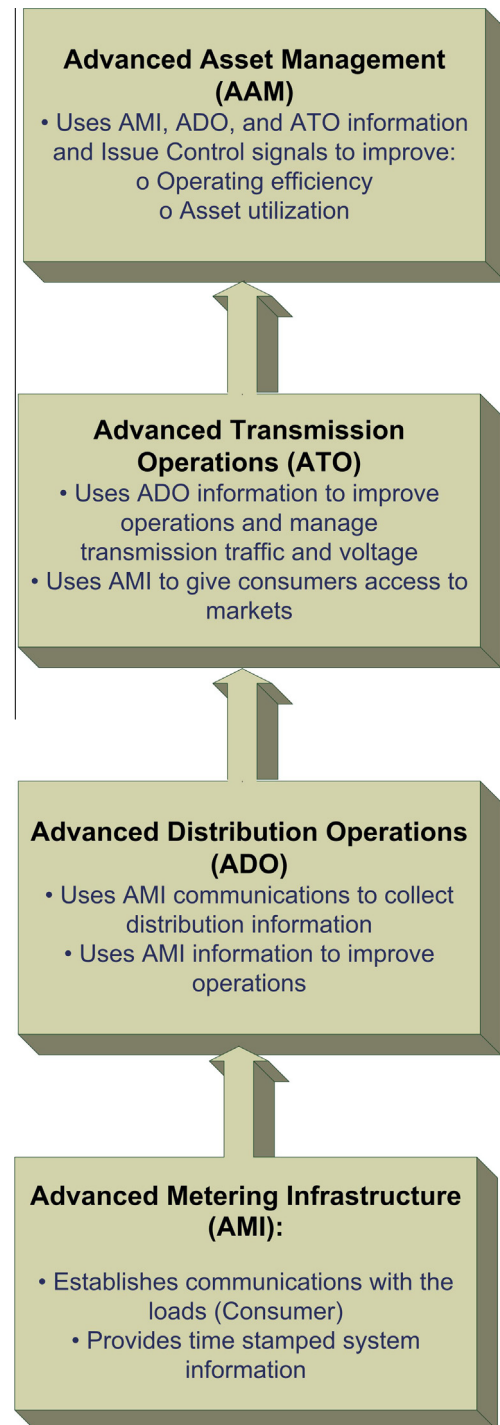 Advanced Asset Management
(AAM)
• Uses AMI, ADO, and ATO information
and Issue Control signals to improve:
o Operating efficiency
o Asset utilization
Advanced Transmission
Operations (ATO)
• Uses ADO information to improve
operations and manage
transmission traffic and voltage
• Uses AMI to give consumers access to
markets
Advanced Distribution Operations
(ADO)
• Uses AMI communications to collect
distribution information
• Uses AMI information to improve
operations
Advanced Metering Infrastructure
(AMI):
• Establishes communications with the
loads (Consumer)
• Provides time stamped system
information